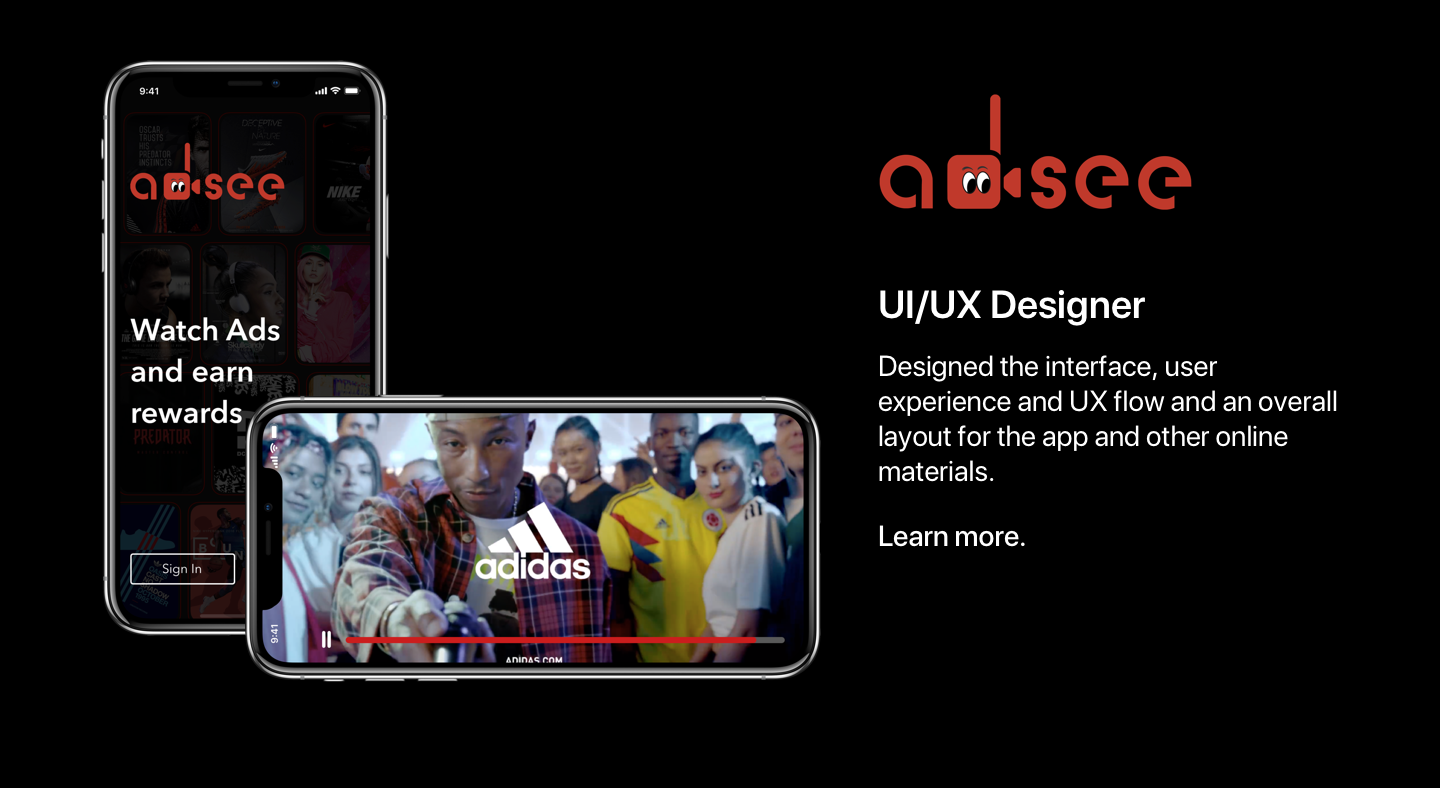 9:41
OSCAR
TRUSTS
HIS
PREDATOR
INSTINCTS
DECEPTIVE
NIKE
adsee
Watch Ads
and earn
rewards
PREDATOR
Sign In
adidas
9:41
ADIDAS.COM
adsee
UI/UX Designer
Designed the interface, user
experience and UX flow and an overall
layout for the app and other online
materials.
Learn more.